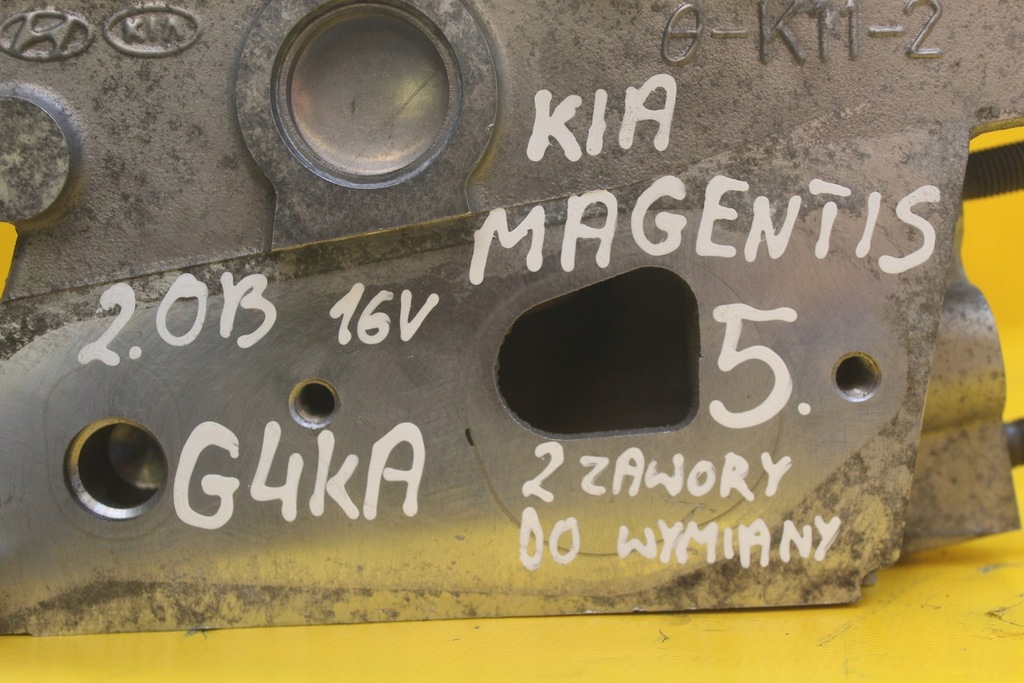 KIA
θ-K11-2
KIA
MAGENTIS
2.0B 16V
5.
G4KA
2 ZAWORY
DO WYMIANY